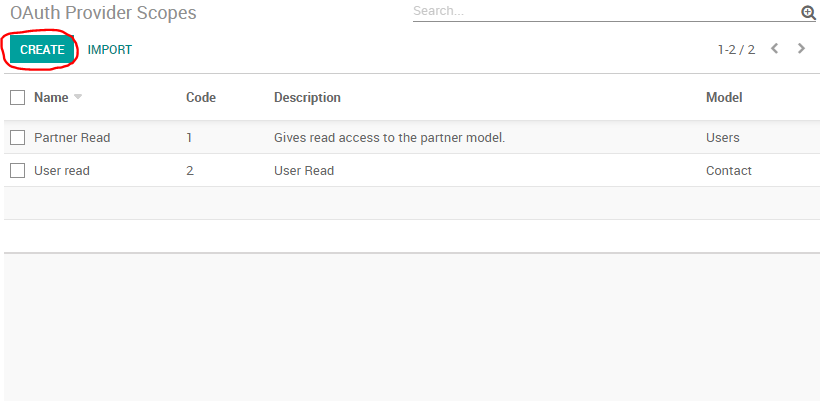 OAuth Provider Scopes
Search...
CREATE IMPORT
1-2 / 2
Name Code Description Model
Partner Read 1 Gives read access to the partner model. Users
User read 2 User Read Contact